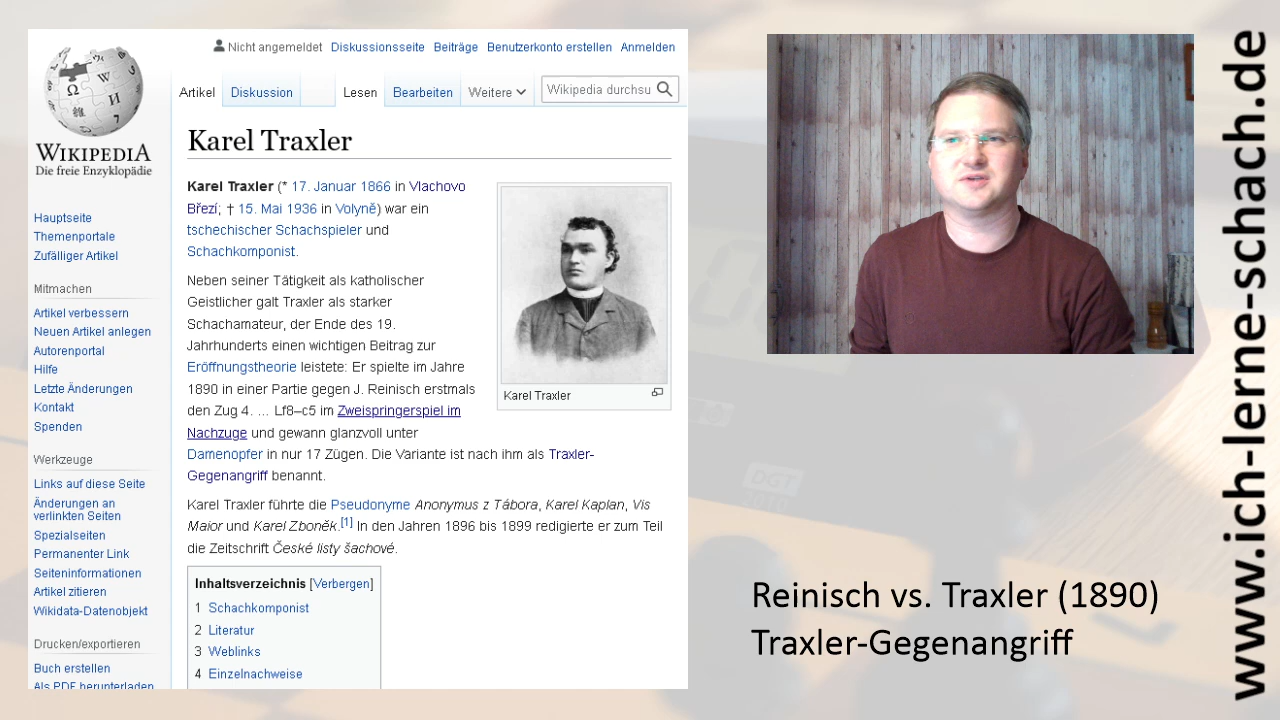 Nicht angemeldet Diskussionsseite Beiträge Benutzerkonto erstellen Anmelden
Artikel Diskussion Lesen Bearbeiten Weitere Wikipedia durchsu
WIKIPEDIA
Die freie Enzyklopädie
Hauptseite
Themenportale
Zufälliger Artikel
Mitmachen
Artikel verbessern
Neuen Artikel anlegen
Autorenportal
Hilfe
Letzte Änderungen
Kontakt
Spenden
Werkzeuge
Links auf diese Seite
Änderungen an
verlinkten Seiten
Spezialseiten
Permanenter Link
Seiteninformationen
Artikel zitieren
Wikidata-Datenobjekt
Drucken/exportieren
Buch erstellen
Als PDF herunterladen
Karel Traxler
Karel Traxler (* 17. Januar 1866 in Vlachovo
Březí; † 15. Mai 1936 in Volyně) war ein
tschechischer Schachspieler und
Schachkomponist.
Neben seiner Tätigkeit als katholischer
Geistlicher galt Traxler als starker
Schachamateur, der Ende des 19.
Jahrhunderts einen wichtigen Beitrag zur
Eröffnungstheorie leistete: Er spielte im Jahre
1890 in einer Partie gegen J. Reinisch erstmals
den Zug 4. … Lf8–c5 im Zweispringerspiel im
Nachzuge und gewann glanzvoll unter
Damenopfer in nur 17 Zügen. Die Variante ist nach ihm als Traxler-
Gegenangriff benannt.
Karel Traxler
Karel Traxler führte die Pseudonyme Anonymus z Tábora, Karel Kaplan, Vis
Maior und Karel Zboněk.[1] In den Jahren 1896 bis 1899 redigierte er zum Teil
die Zeitschrift České listy šachové.
Inhaltsverzeichnis [Verbergen]
1 Schachkomponist
2 Literatur
3 Weblinks
4 Einzelnachweise
DGT
Reinisch vs. Traxler (1890)
Traxler-Gegenangriff
www.ich-lerne-schach.de